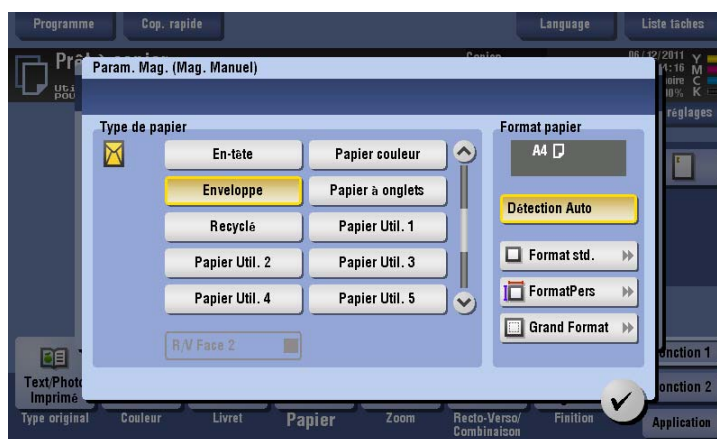 Programme
Cop. rapide
Language
Liste tâches
Param. Mag. (Mag. Manuel)
06/12/2011
Y
M
C
K
réglages
Type de papier
En-tête
Papier couleur
Enveloppe
Papier à onglets
Recyclé
Papier Util. 1
Papier Util. 2
Papier Util. 3
Papier Util. 4
Papier Util. 5
R/V Face 2
Format papier
A4
Détection Auto
Format std.
FormatPers
Grand Format
Text/Photo
Imprimé
Type original
Couleur
Livret
Papier
Zoom
Recto-Verso/
Combinaison
Finition
Application